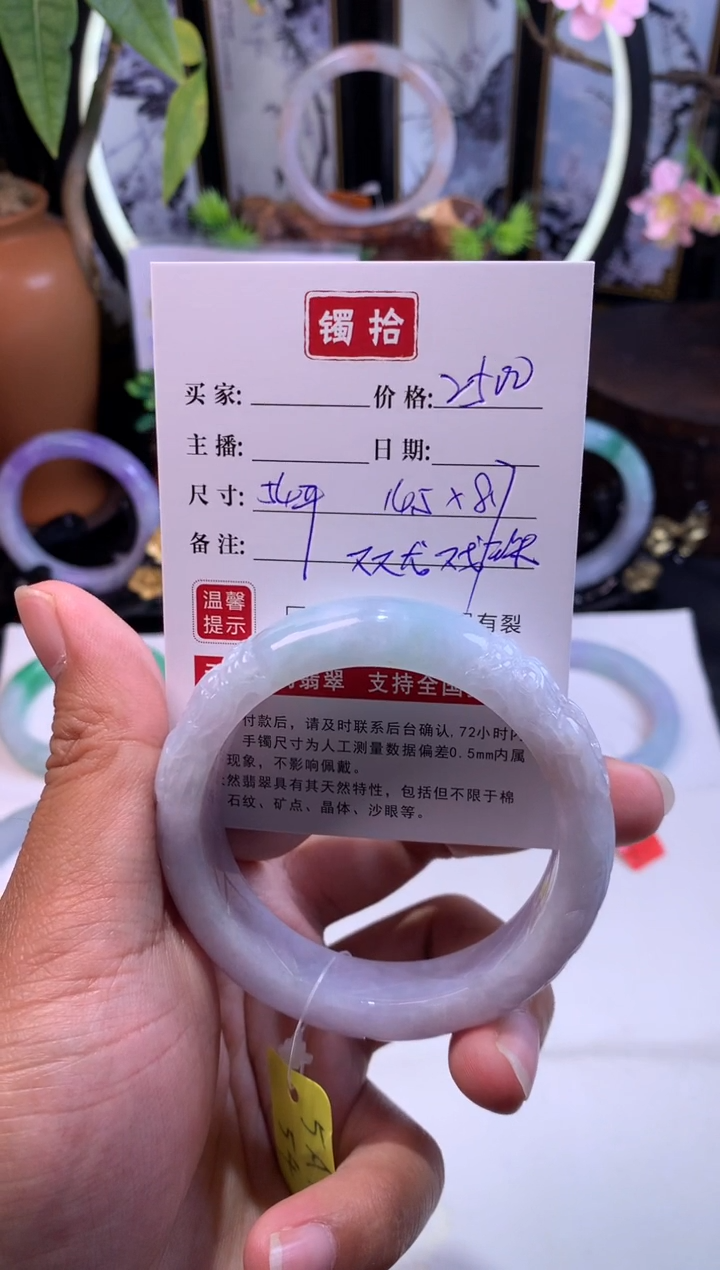 镯拾
买家: 价格: 2500
主播: 日期:
尺寸: 16.5×8.7
备注:
温馨
提示
有裂
翡翠 支持全国
付款后，请及时联系后台确认，72小时内
手镯尺寸为人工测量数据偏差0.5mm内属
现象，不影响佩戴。
然翡翠具有其天然特性，包括但不限于棉
石纹、矿点、晶体、沙眼等。